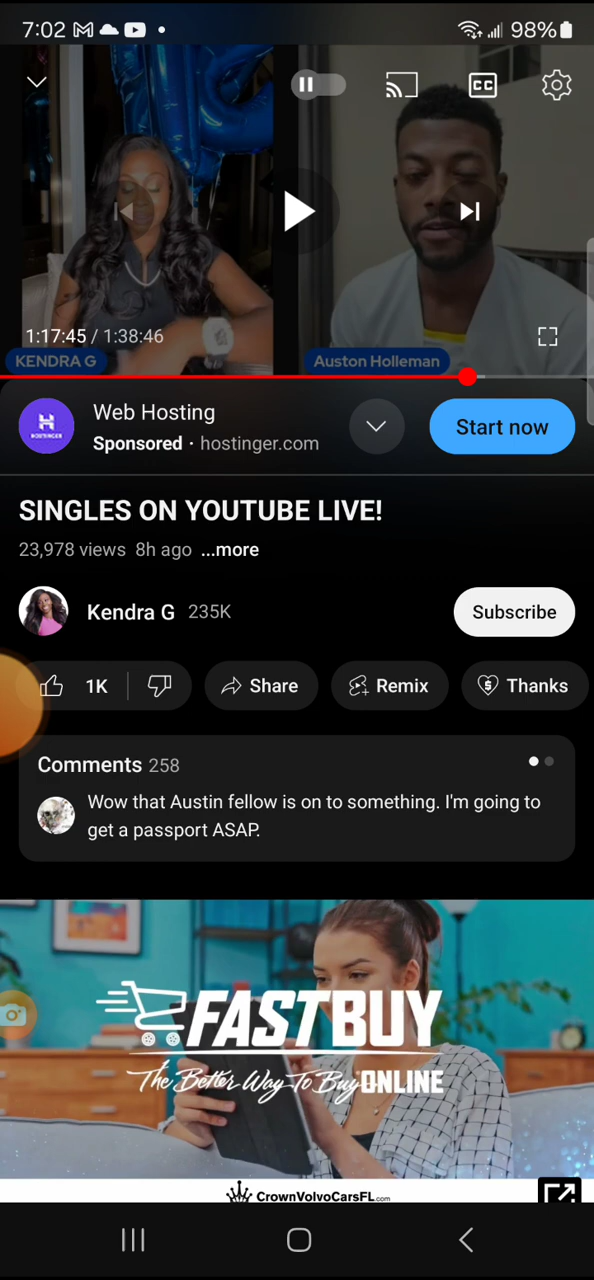 7:02
98%
CC
1:17:45 / 1:38:46
KENDRA G
Auston Holleman
H
HOSTINGER
Web Hosting
Sponsored · hostinger.com
Start now
SINGLES ON YOUTUBE LIVE!
23,978 views 8h ago ...more
Kendra G 235K
Subscribe
1K
Share
Remix
Thanks
Comments 258
Wow that Austin fellow is on to something. I'm going to
get a passport ASAP.
FASTBUY
The Better Way To Buy ONLINE
CrownVolvoCarsFL.com